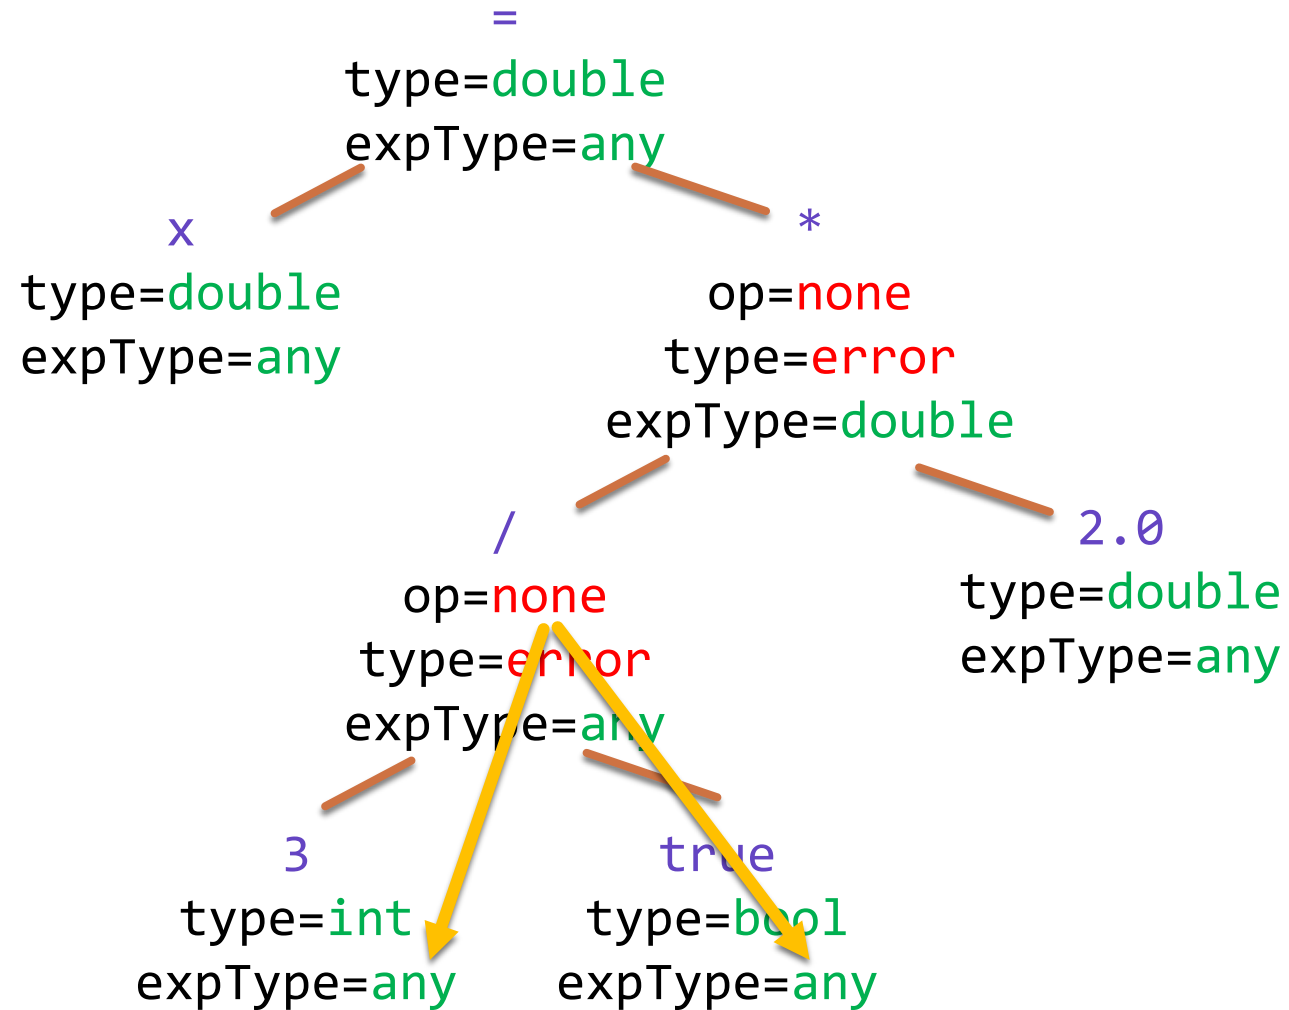 =
type=double
expType=any
x
type=double
expType=any
*
op=none
type=error
expType=double
/
op=none
type=error
expType=any
2.0
type=double
expType=any
3
type=int
expType=any
true
type=bool
expType=any